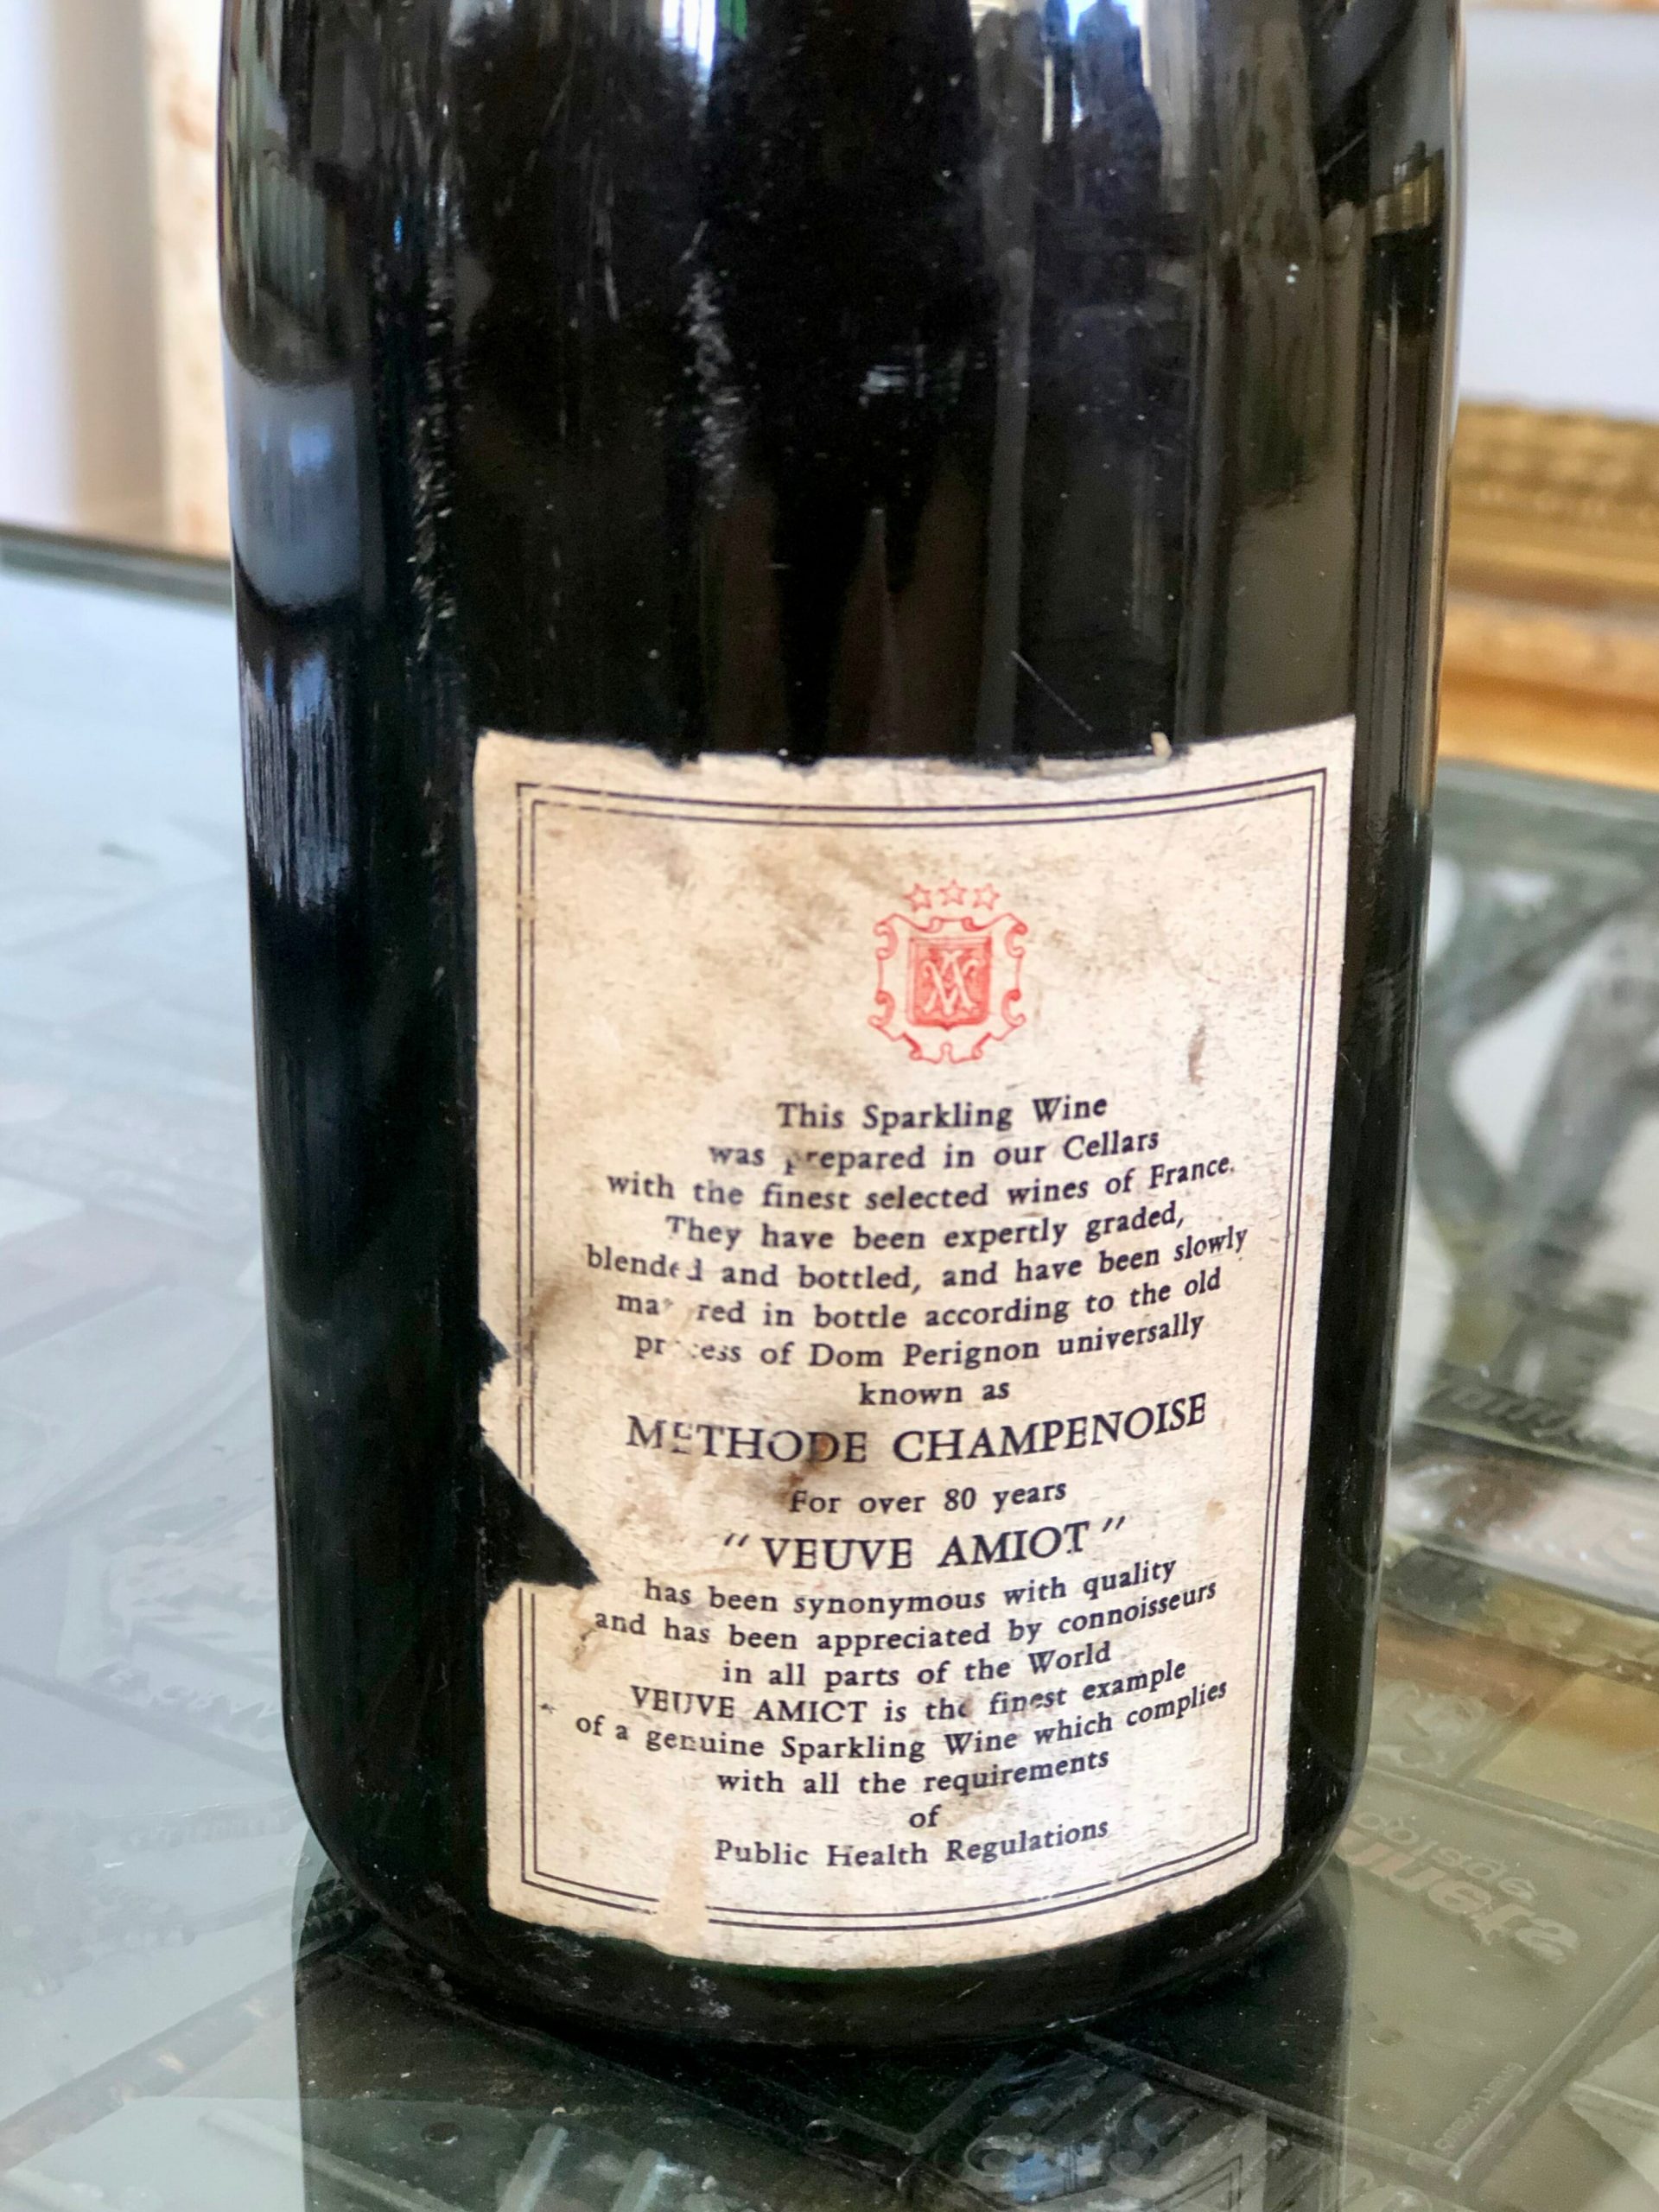 This Sparkling Wine
was prepared in our Cellars
with the finest selected wines of France.
They have been expertly graded,
blended and bottled, and have been slowly
matured in bottle according to the old
process of Dom Perignon universally
known as
METHODE CHAMPENOISE
For over 80 years
"VEUVE AMIOT"
has been synonymous with quality
and has been appreciated by connoisseurs
in all parts of the World
VEUVE AMIOT is the finest example
of a genuine Sparkling Wine which complies
with all the requirements
of
Public Health Regulations